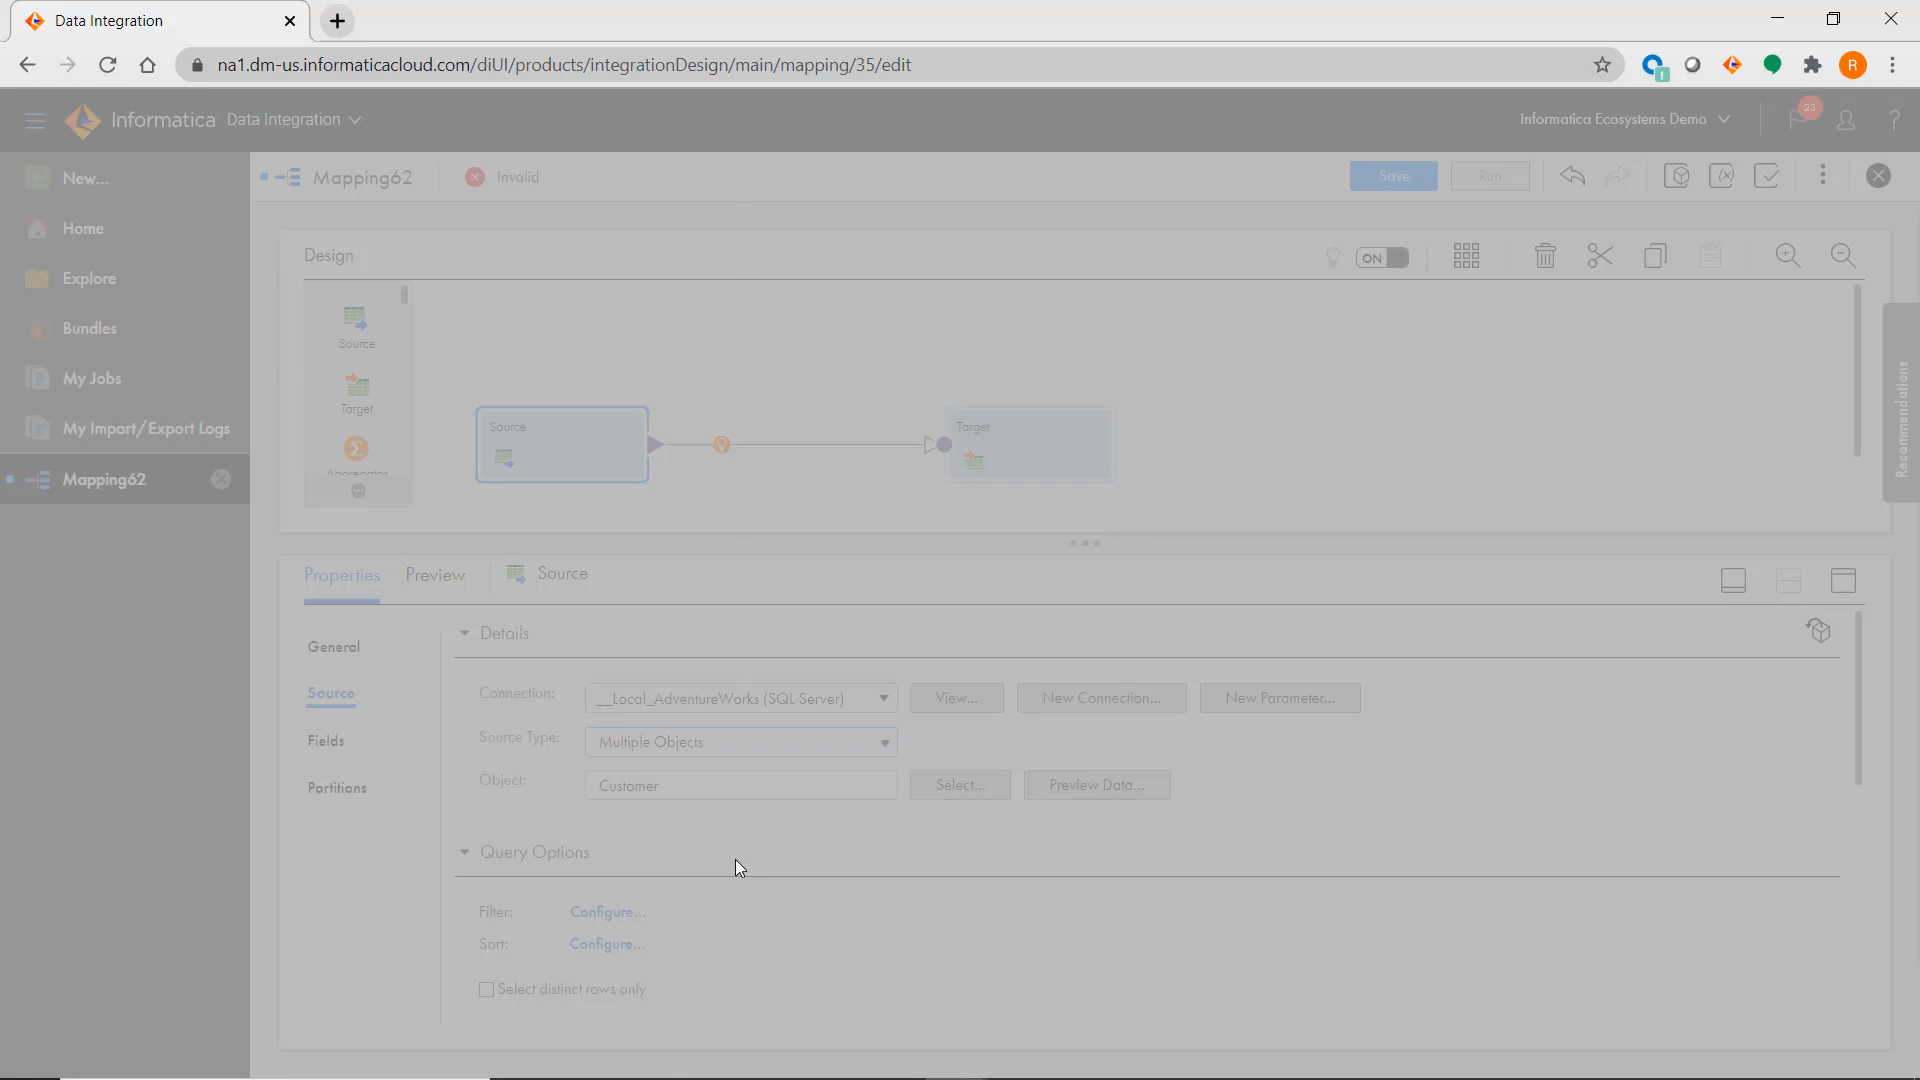 Data Integration
na1.dm-us.informaticacloud.com/diUI/products/integrationDesign/main/mapping/35/edit
R
Informatica Data Integration
Informatica Ecosystems Demo
23
?
New...
Home
Explore
Bundles
My Jobs
My Import/Export Logs
Mapping62
Mapping62
Invalid
Save
Run
Design
ON
Source
Target
Aggregator
Source
Target
Recommendations
Properties
Preview
Source
General
Source
Fields
Partitions
Details
Connection:
__Local_AdventureWorks (SQL Server)
View...
New Connection...
New Parameter...
Source Type:
Multiple Objects
Object:
Customer
Select...
Preview Data...
Query Options
Filter:
Configure...
Sort:
Configure...
Select distinct rows only